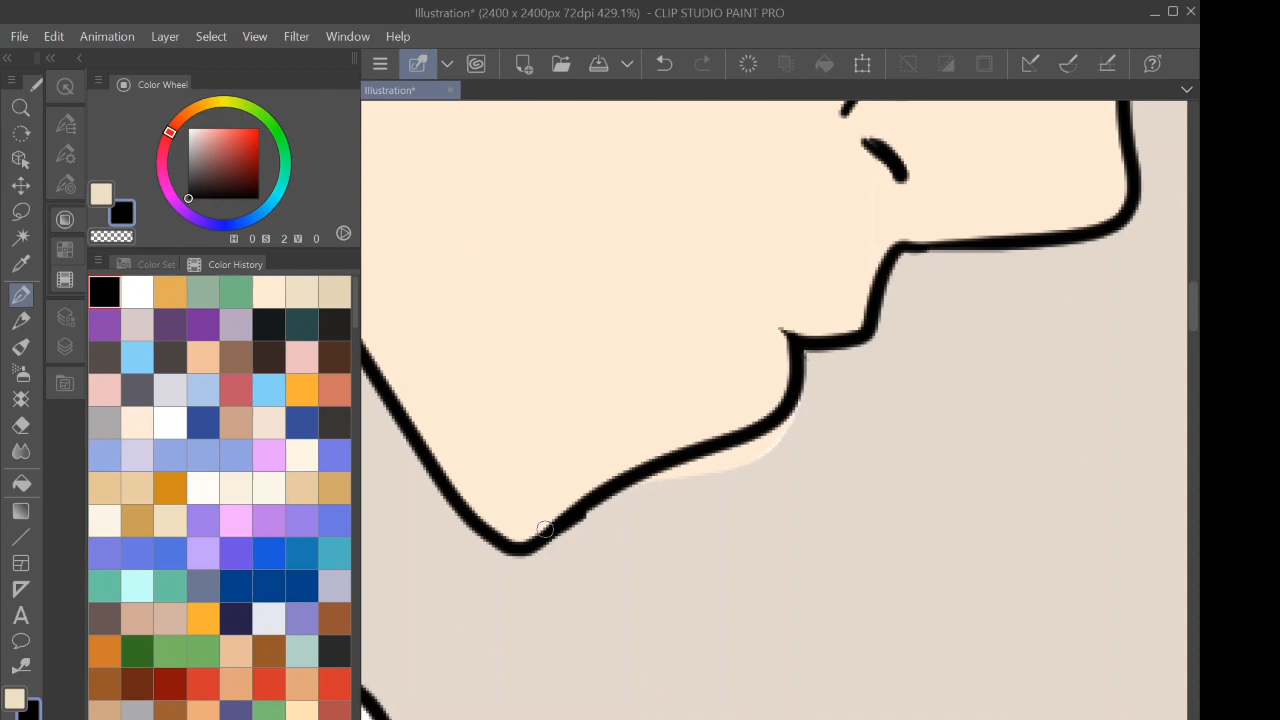 Illustration* (2400 x 2400px 72dpi 429.1%) - CLIP STUDIO PAINT PRO
File Edit Animation Layer Select View Filter Window Help
Illustration*
Color Wheel
H 0 S 2 V 0
Color Set Color History